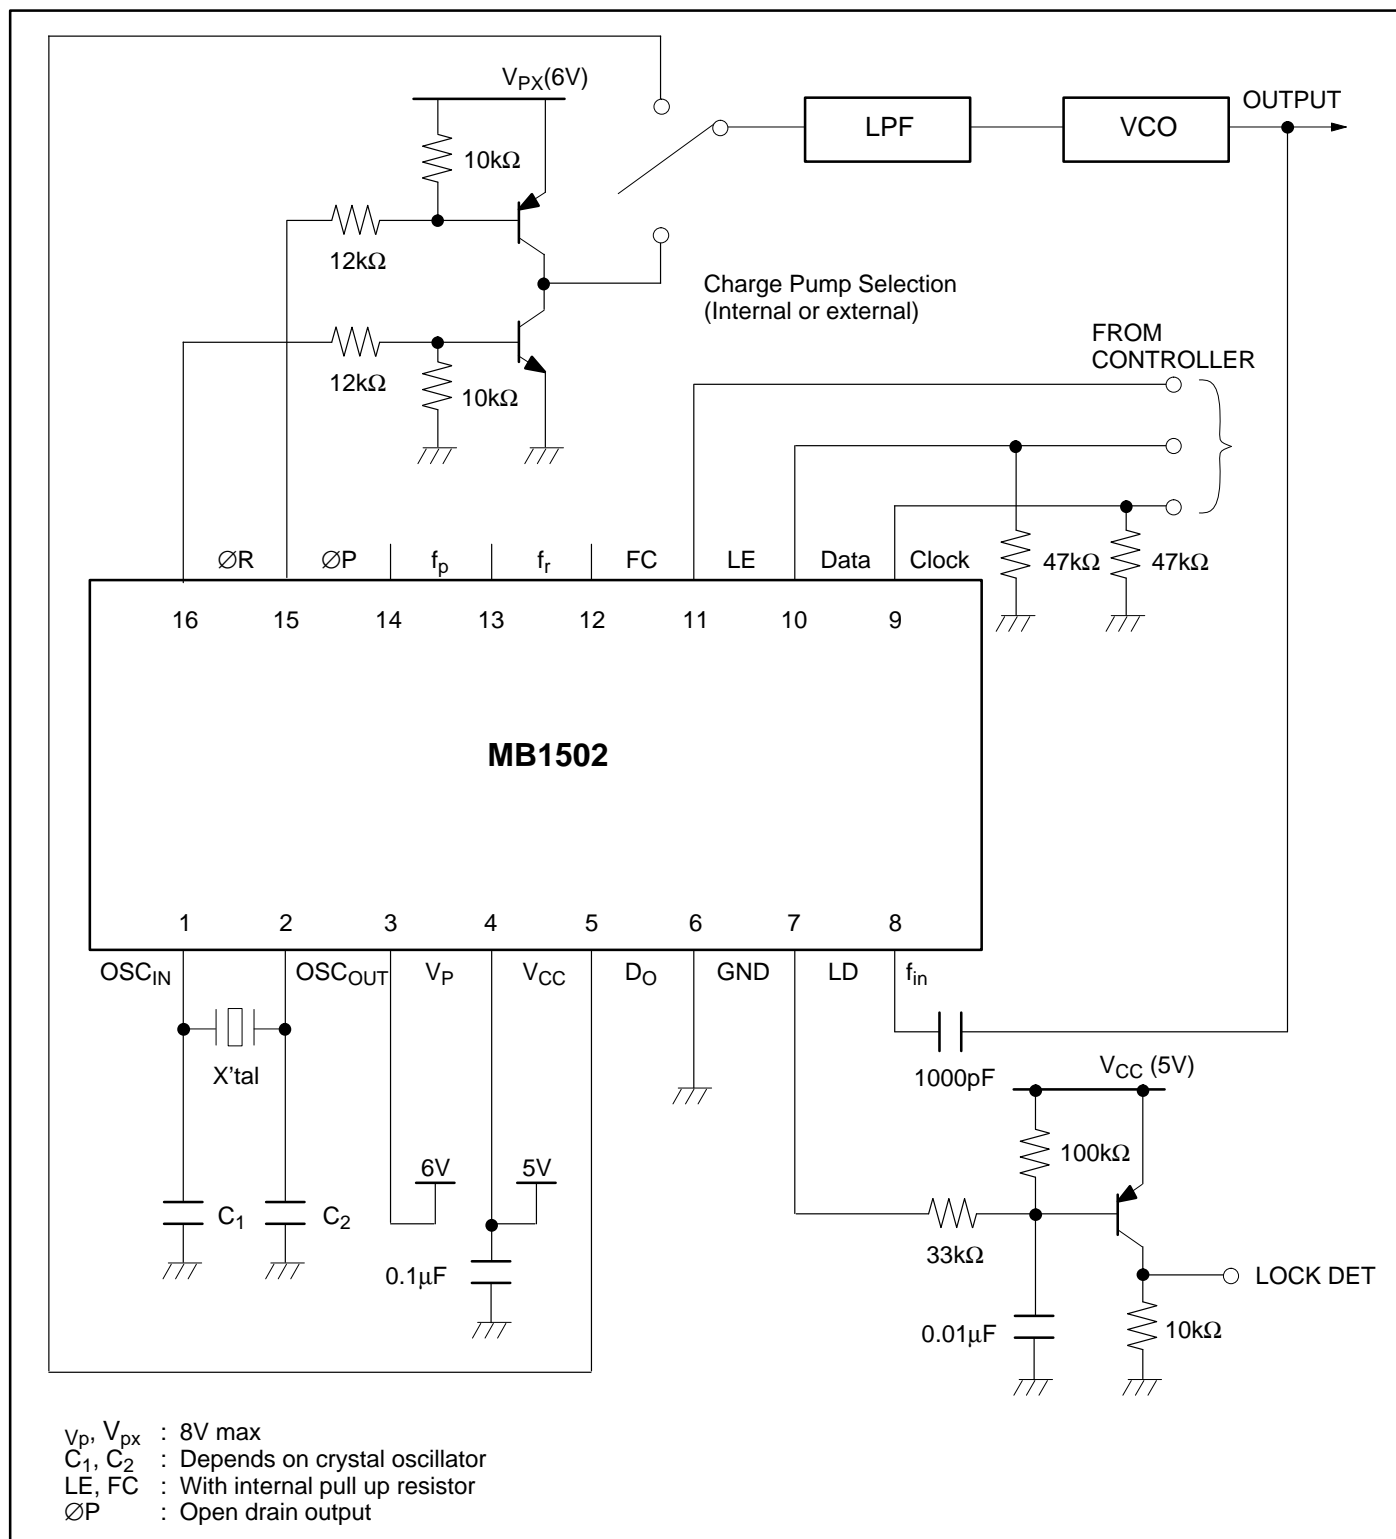 V_PX(6V)
OUTPUT
LPF
VCO
10kΩ
12kΩ
Charge Pump Selection
(Internal or external)
12kΩ
10kΩ
FROM
CONTROLLER
ØR ØP f_p f_r FC LE Data Clock
47kΩ 47kΩ
16 15 14 13 12 11 10 9
MB1502
1 2 3 4 5 6 7 8
OSC_IN OSC_OUT V_P V_CC D_O GND LD f_in
X'tal
1000pF
V_CC (5V)
100kΩ
6V 5V
C_1 C_2
33kΩ
0.1µF
LOCK DET
0.01µF
10kΩ
V_p, V_px : 8V max
C_1, C_2 : Depends on crystal oscillator
LE, FC : With internal pull up resistor
ØP : Open drain output